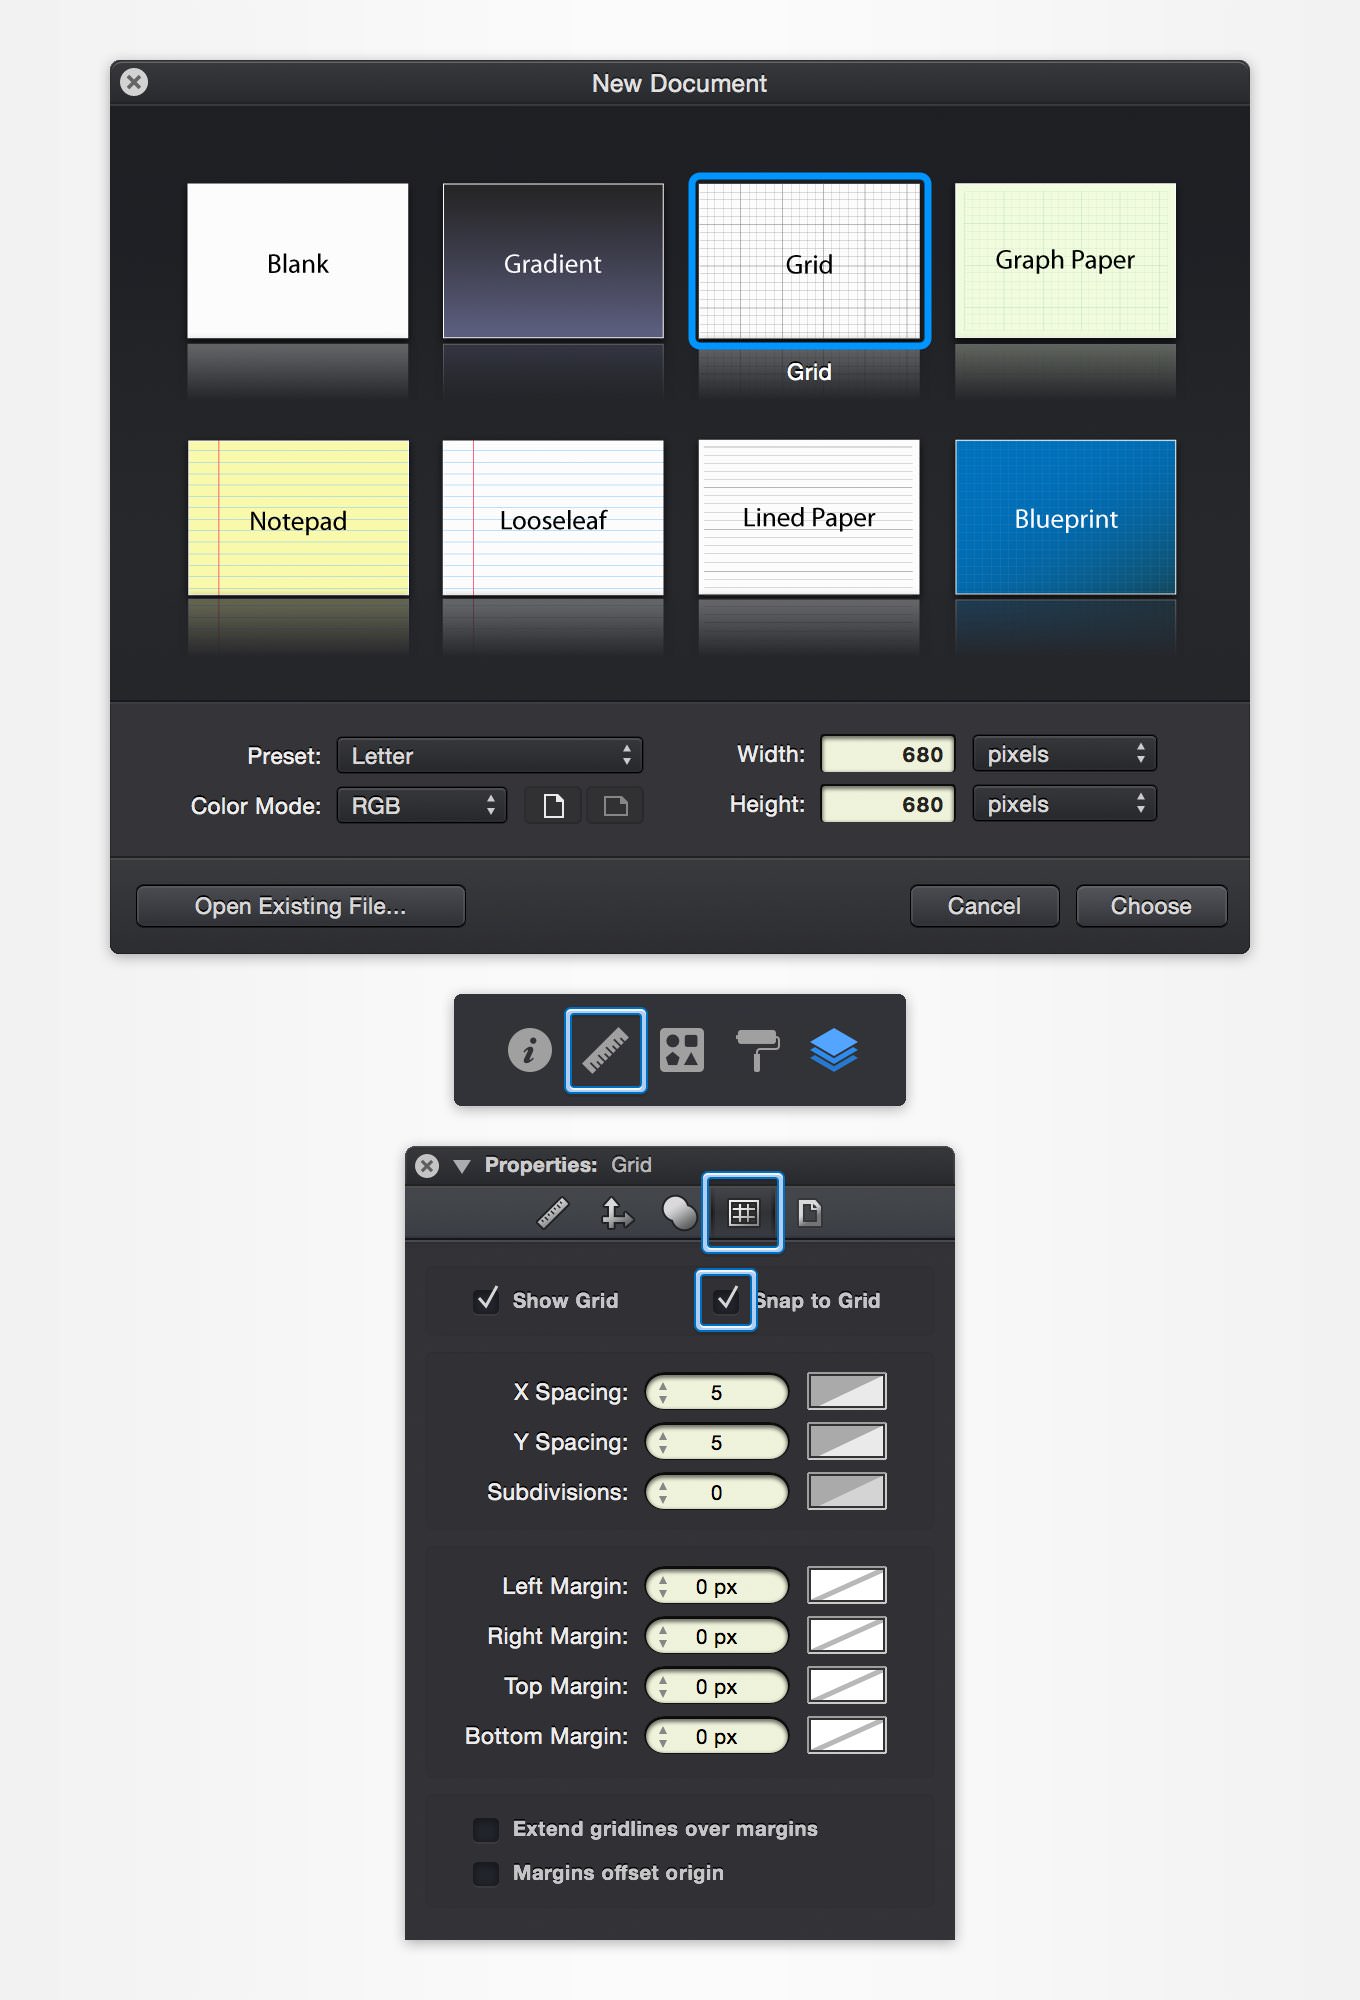 New Document
Blank
Gradient
Grid
Graph Paper
Grid
Notepad
Looseleaf
Lined Paper
Blueprint
Preset: Letter
Width: 680 pixels
Color Mode: RGB
Height: 680 pixels
Open Existing File...
Cancel
Choose
Properties: Grid
Show Grid
Snap to Grid
X Spacing: 5
Y Spacing: 5
Subdivisions: 0
Left Margin: 0 px
Right Margin: 0 px
Top Margin: 0 px
Bottom Margin: 0 px
Extend gridlines over margins
Margins offset origin